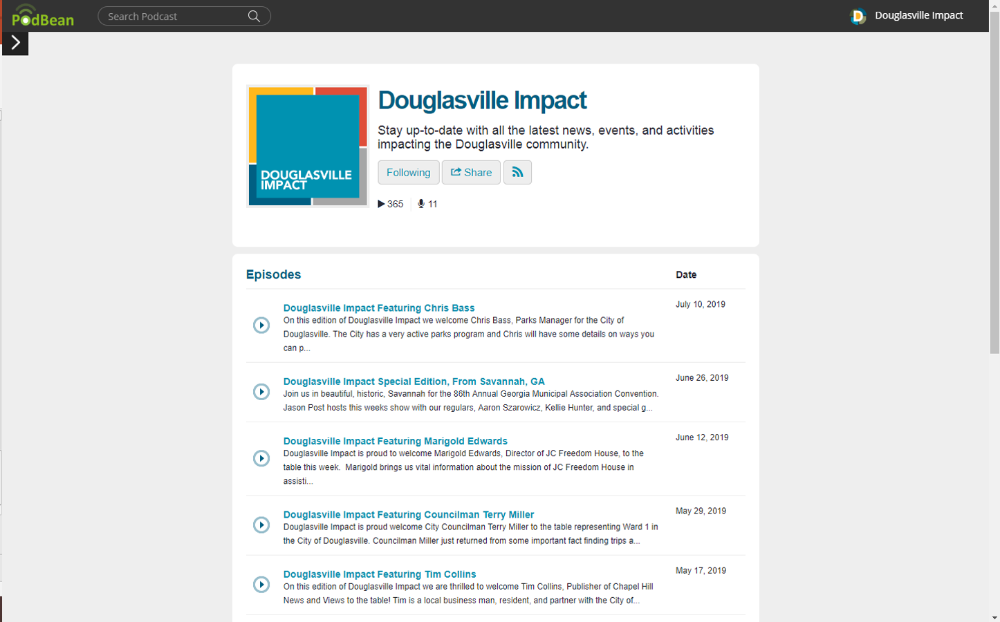 PodBean
Search Podcast
Douglasville Impact
DOUGLASVILLE
IMPACT
Douglasville Impact
Stay up-to-date with all the latest news, events, and activities
impacting the Douglasville community.
Following
Share
365
11
Episodes
Date
Douglasville Impact Featuring Chris Bass
July 10, 2019
On this edition of Douglasville Impact we welcome Chris Bass, Parks Manager for the City of
Douglasville. The City has a very active parks program and Chris will have some details on ways you
can p...
Douglasville Impact Special Edition, From Savannah, GA
June 26, 2019
Join us in beautiful, historic, Savannah for the 86th Annual Georgia Municipal Association Convention.
Jason Post hosts this weeks show with our regulars, Aaron Szarowicz, Kellie Hunter, and special g...
Douglasville Impact Featuring Marigold Edwards
June 12, 2019
Douglasville Impact is proud to welcome Marigold Edwards, Director of JC Freedom House, to the
table this week.  Marigold brings us vital information about the mission of JC Freedom House in
assisti...
Douglasville Impact Featuring Councilman Terry Miller
May 29, 2019
Douglasville Impact is proud welcome City Councilman Terry Miller to the table representing Ward 1 in
the City of Douglasville. Councilman Miller just returned from some important fact finding trips a...
Douglasville Impact Featuring Tim Collins
May 17, 2019
On this edition of Douglasville Impact we are thrilled to welcome Tim Collins, Publisher of Chapel Hill
News and Views to the table! Tim is a local business man, resident, and partner with the City of...